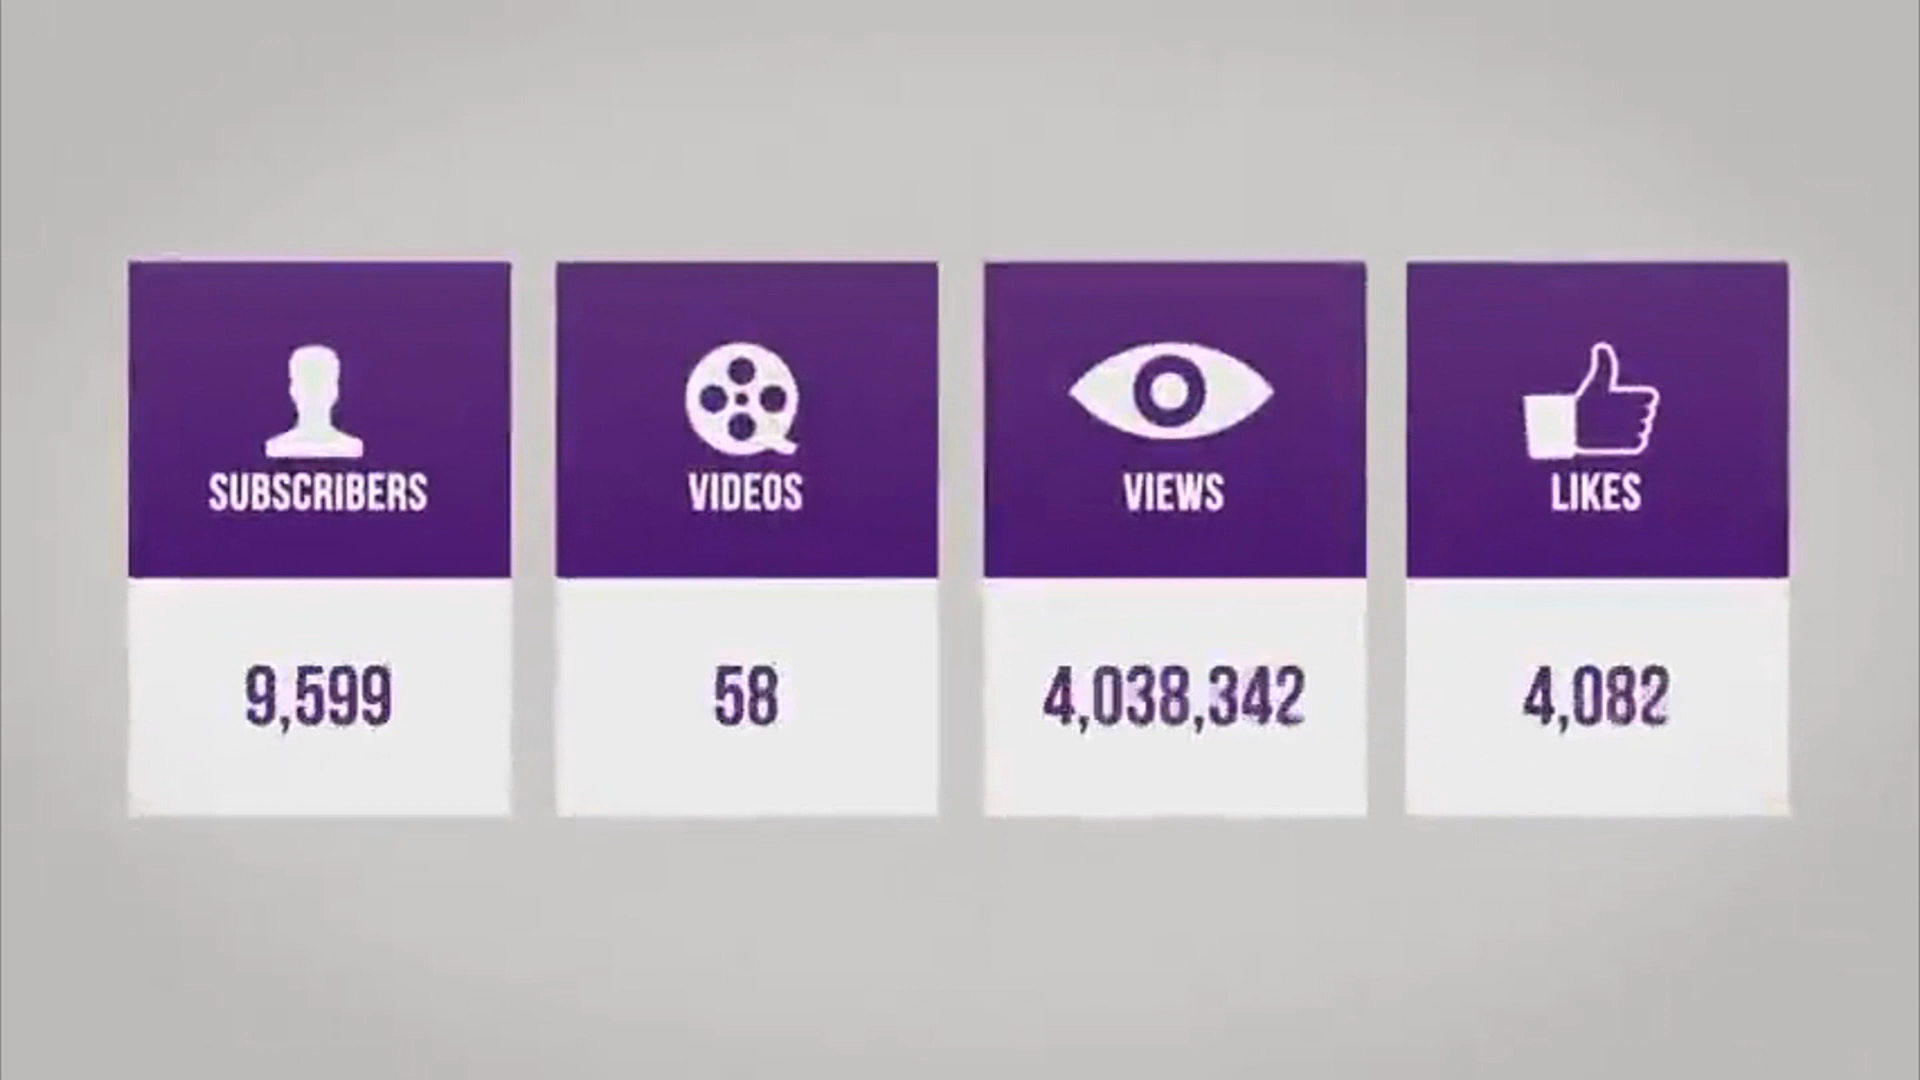 SUBSCRIBERS
9,599
VIDEOS
58
VIEWS
4,038,342
LIKES
4,082